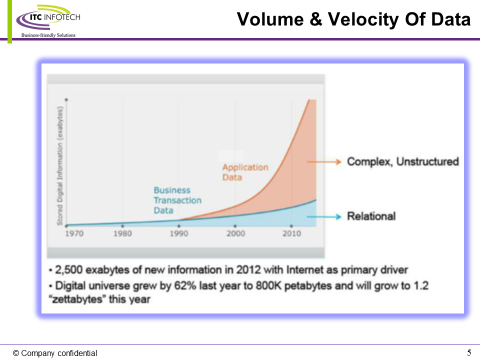 ITC INFOTECH
Business-friendly Solutions
Volume & Velocity Of Data
Stored Digital Information (exabytes)
Application
Data
Business
Transaction
Data
Complex, Unstructured
Relational
1970 1980 1990 2000 2010
• 2,500 exabytes of new information in 2012 with Internet as primary driver
• Digital universe grew by 62% last year to 800K petabytes and will grow to 1.2
“zettabytes” this year
© Company confidential
5